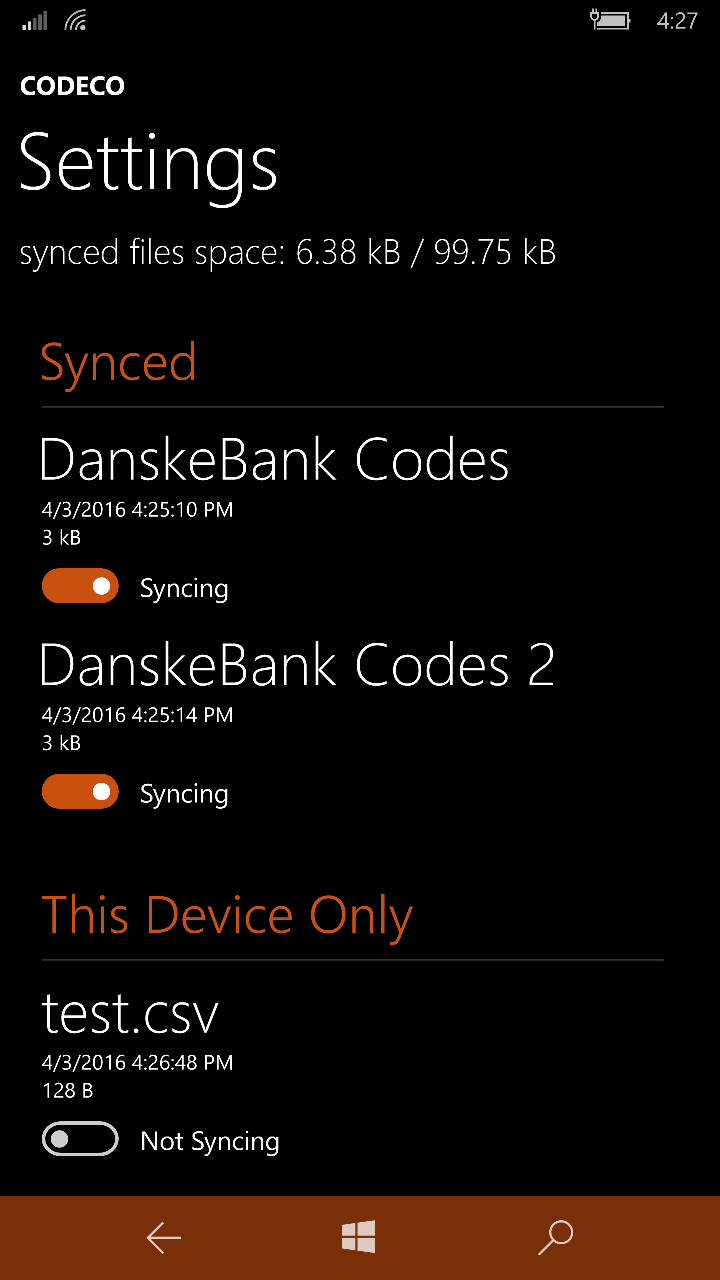 4:27
CODECO
Settings
synced files space: 6.38 kB / 99.75 kB
Synced
DanskeBank Codes
4/3/2016 4:25:10 PM
3 kB
Syncing
DanskeBank Codes 2
4/3/2016 4:25:14 PM
3 kB
Syncing
This Device Only
test.csv
4/3/2016 4:26:48 PM
128 B
Not Syncing